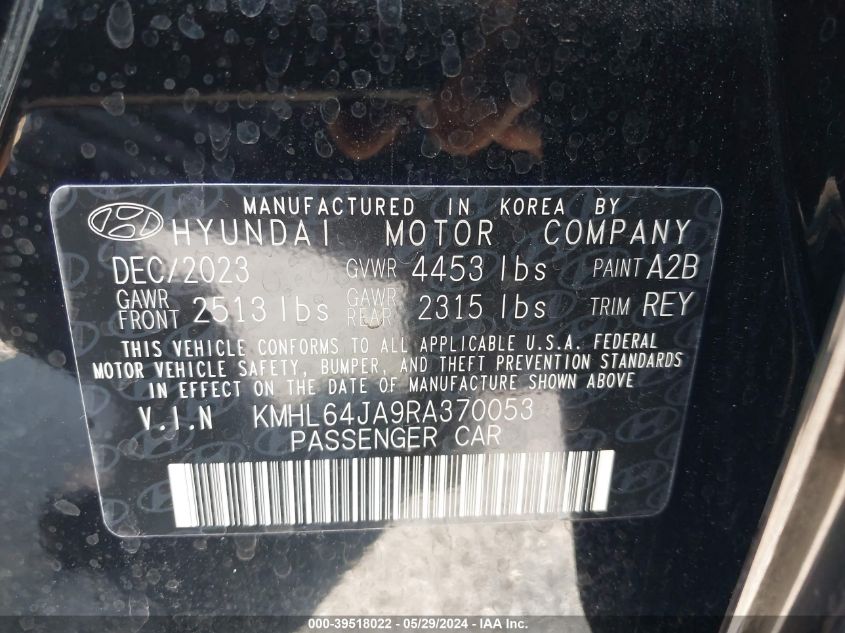 MANUFACTURED IN KOREA BY
HYUNDAI MOTOR COMPANY
DEC/2023 GVWR 4453 lbs PAINT A2B
GAWR FRONT 2513 lbs GAWR REAR 2315 lbs TRIM REY
THIS VEHICLE CONFORMS TO ALL APPLICABLE U.S.A. FEDERAL
MOTOR VEHICLE SAFETY, BUMPER, AND THEFT PREVENTION STANDARDS
IN EFFECT ON THE DATE OF MANUFACTURE SHOWN ABOVE
V.I.N KMHL64JA9RA370053
PASSENGER CAR
000-39518022 - 05/29/2024 - IAA Inc.